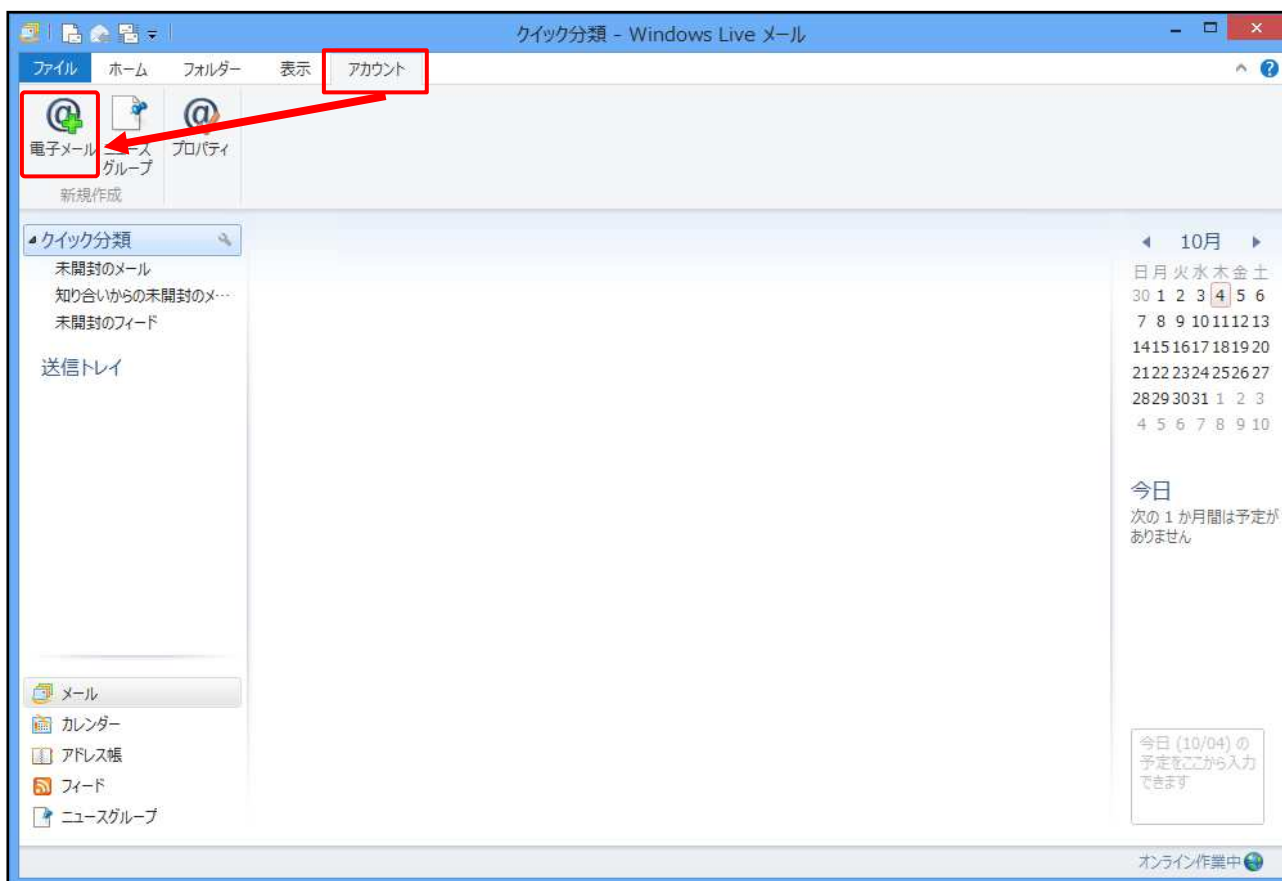 クイック分類 - Windows Live メール
ファイル ホーム フォルダー 表示 アカウント
電子メール ニュース
グループ プロパティ
新規作成
クイック分類
未開封のメール
知り合いからの未開封のメ…
未開封のフィード
送信トレイ
メール
カレンダー
アドレス帳
フィード
ニュースグループ
10月
日 月 火 水 木 金 土
30 1 2 3 4 5 6
7 8 9 10 11 12 13
14 15 16 17 18 19 20
21 22 23 24 25 26 27
28 29 30 31 1 2 3
4 5 6 7 8 9 10
今日
次の 1 か月間は予定が
ありません
今日 (10/04) の
予定をここから入力
できます
オンライン作業中